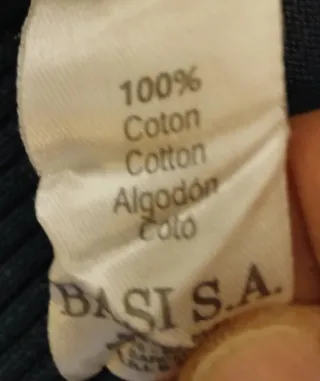 100%
Coton
Cotton
Algodón
Cotó
BASI S.A.